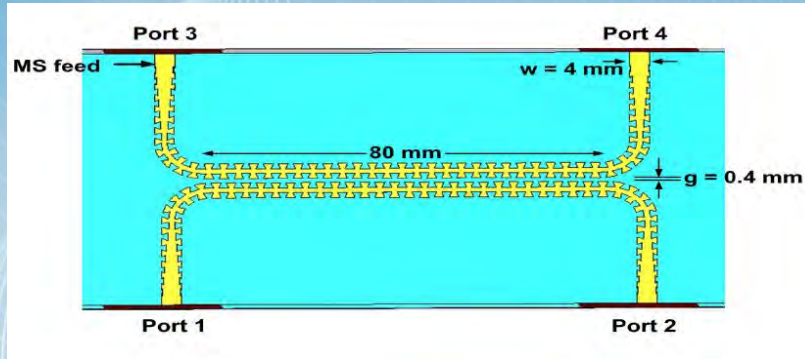 Port 3
Port 4
MS feed
w = 4 mm
80 mm
g = 0.4 mm
Port 1
Port 2